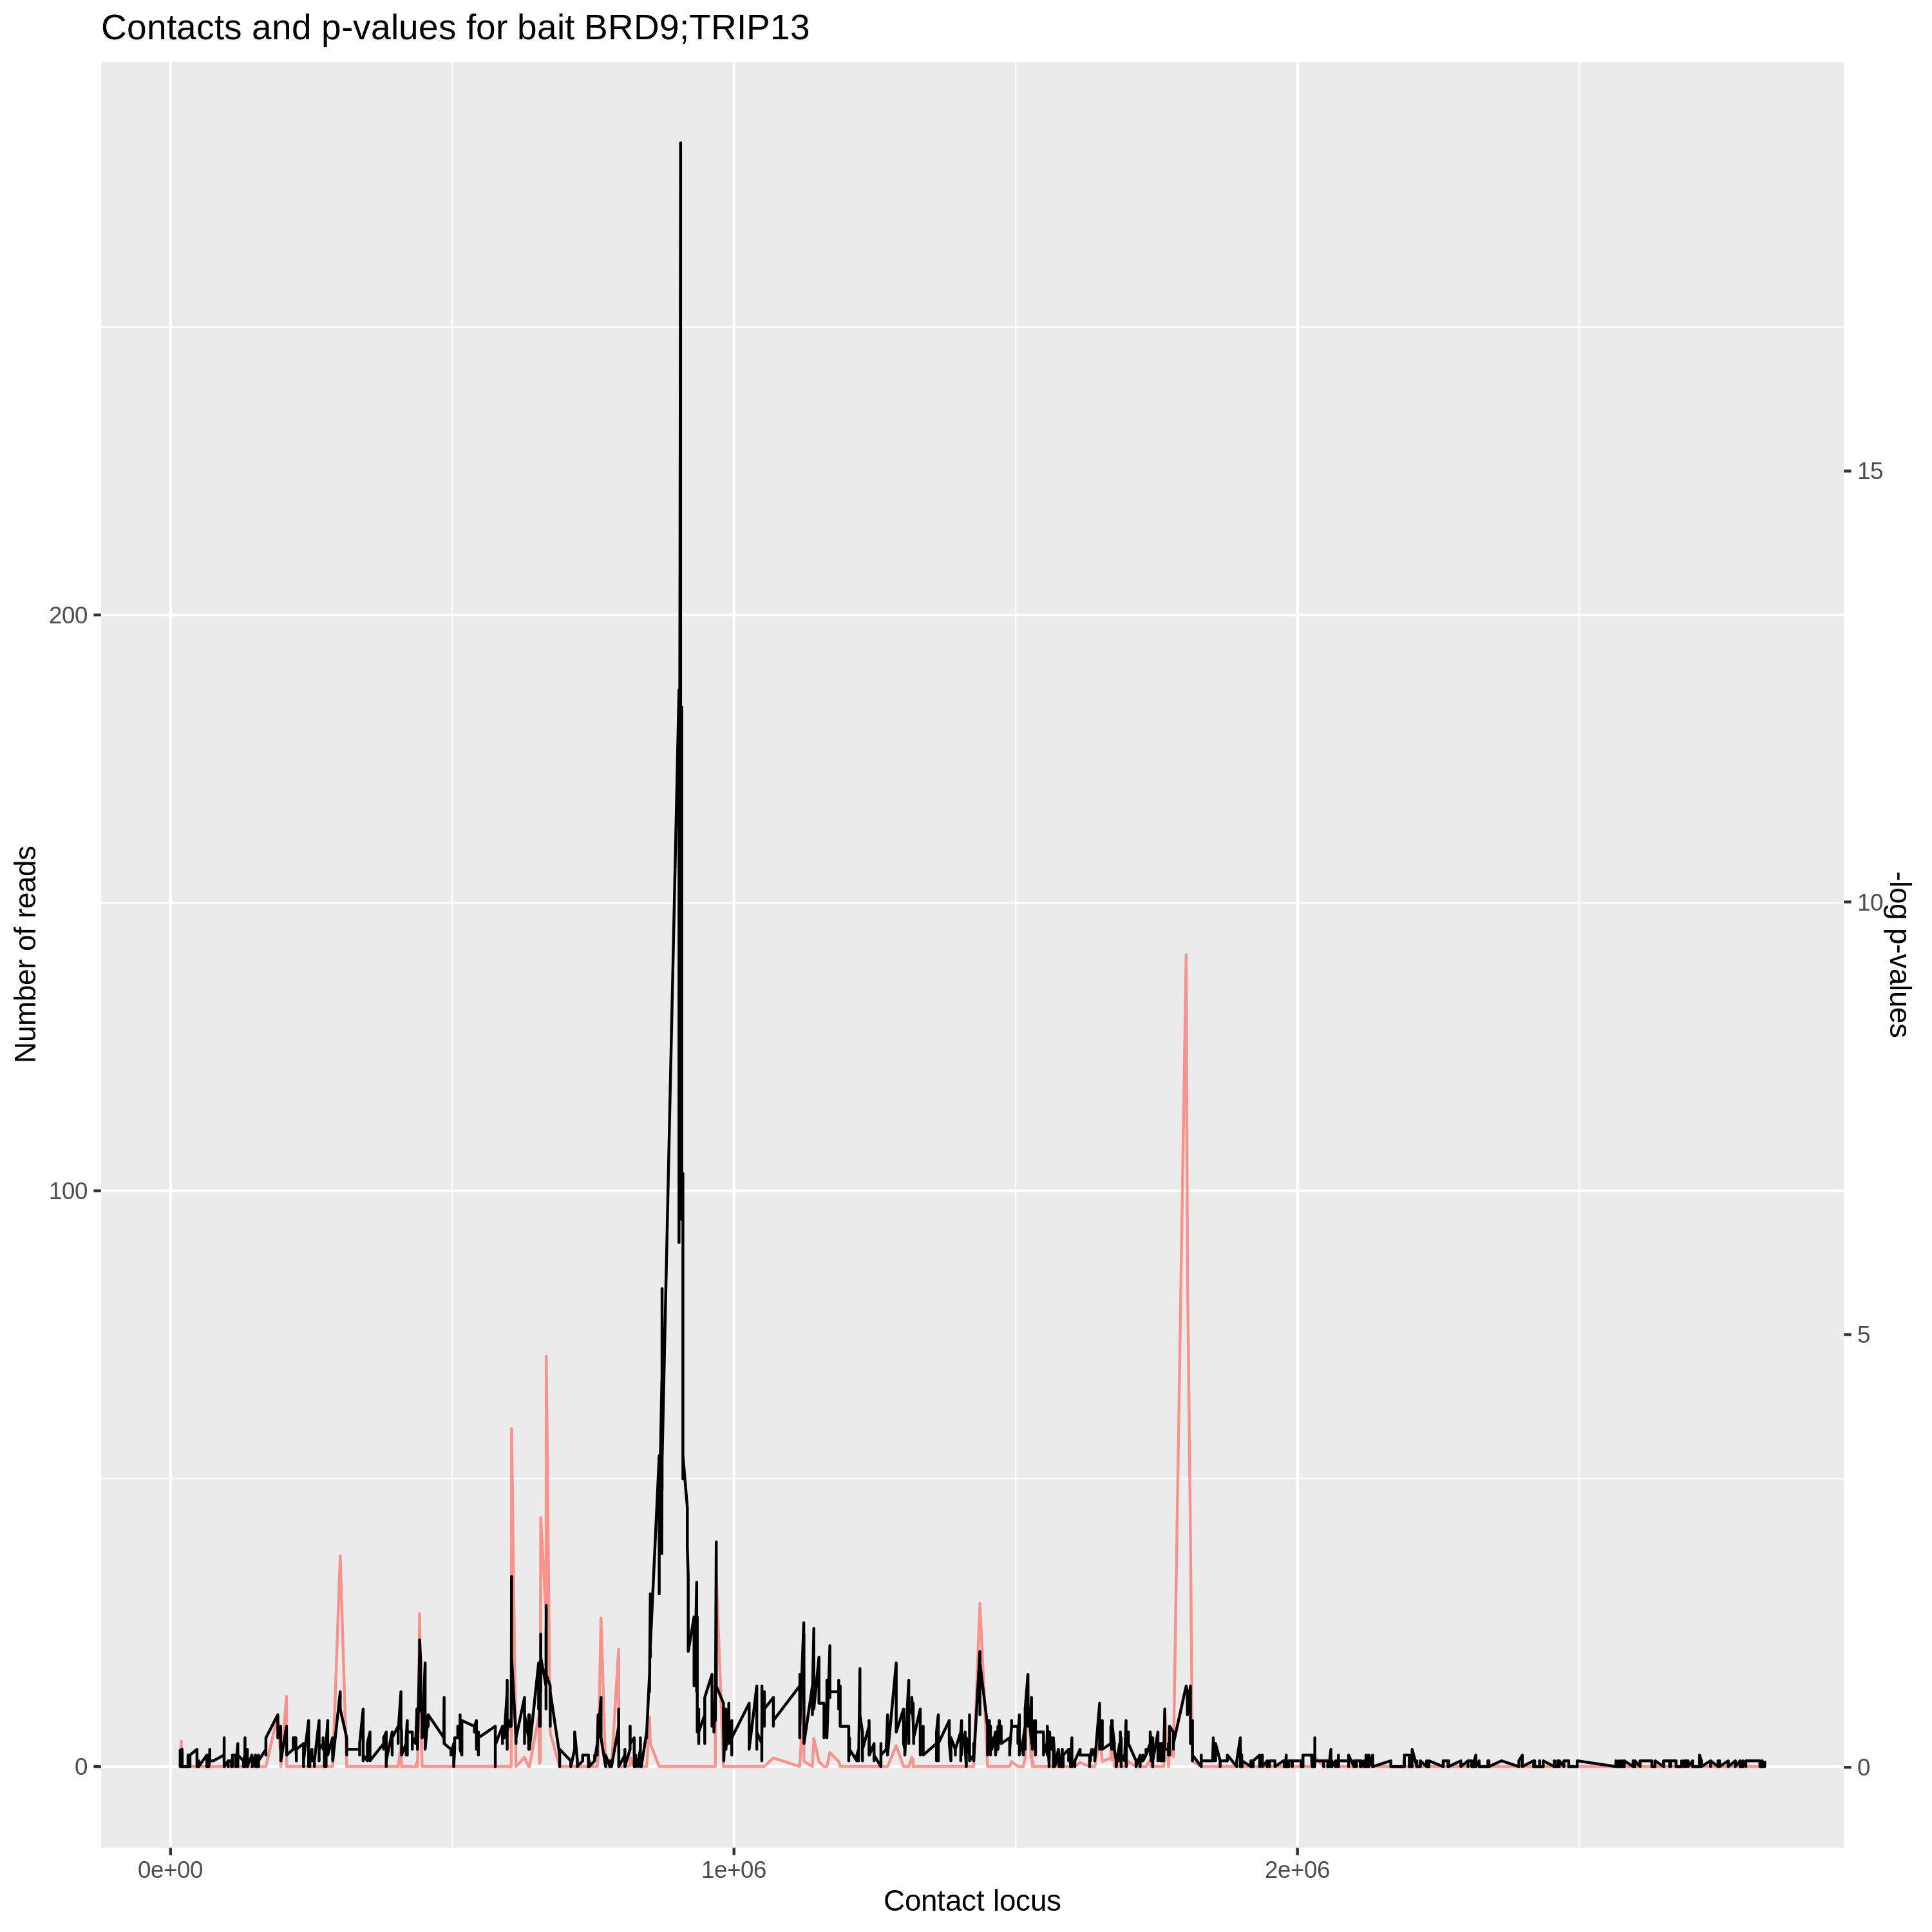 Contacts and p-values for bait BRD9;TRIP13
Number of reads
200
100
0
15
10
5
0
-log p-values
0e+00
1e+06
2e+06
Contact locus